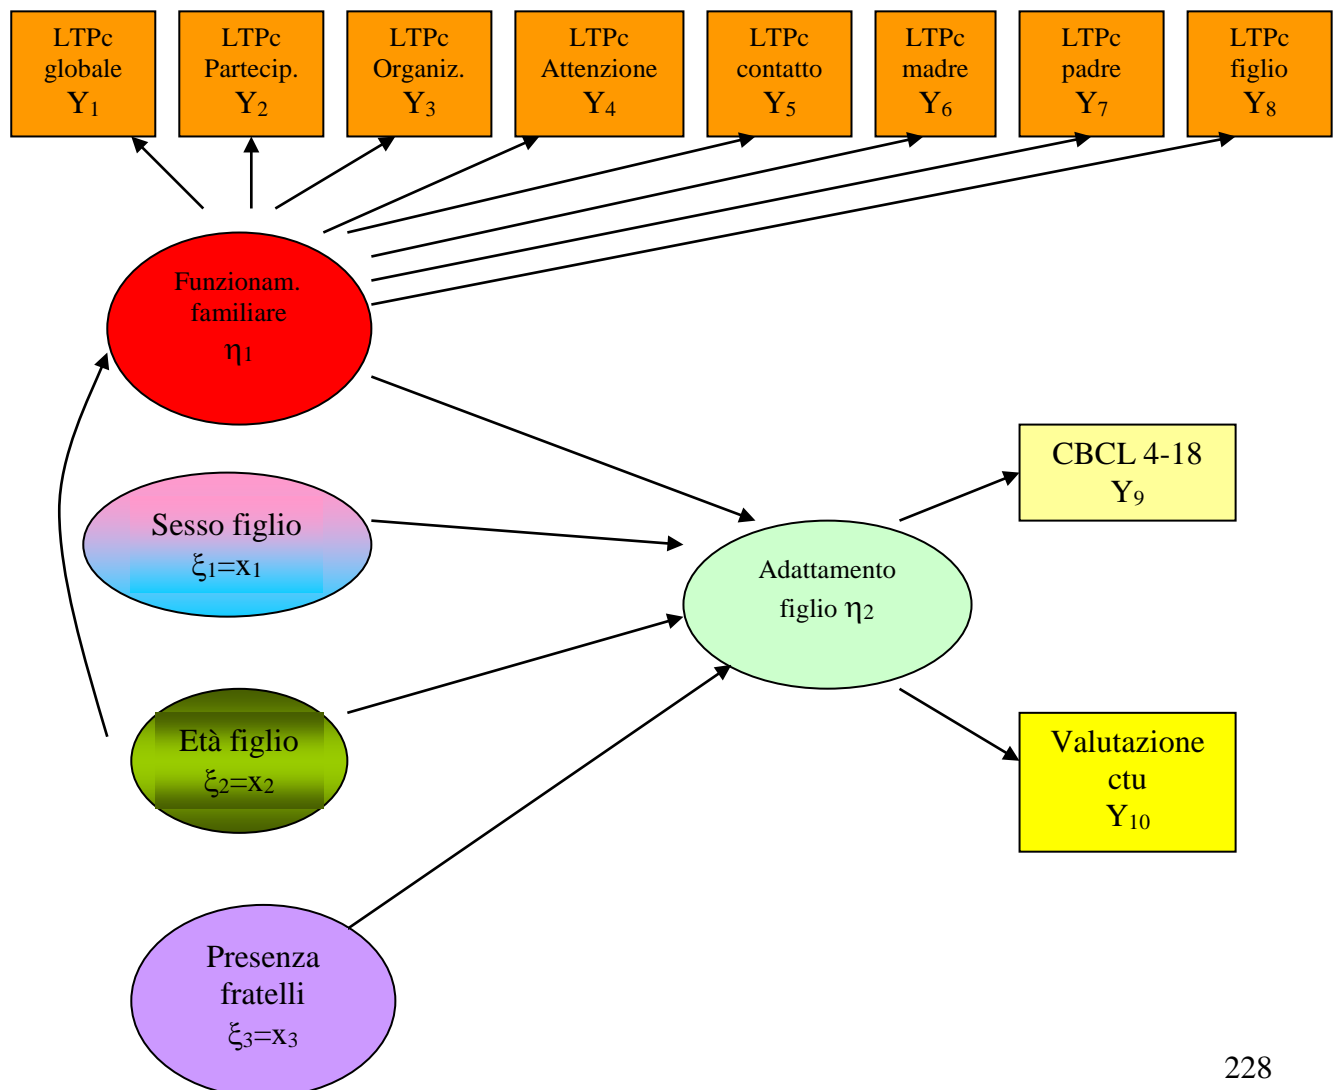 LTPc
globale
Y1
LTPc
Partecip.
Y2
LTPc
Organiz.
Y3
LTPc
Attenzione
Y4
LTPc
contatto
Y5
LTPc
madre
Y6
LTPc
padre
Y7
LTPc
figlio
Y8
Funzionam.
familiare
η1
Sesso figlio
ξ1=x1
Età figlio
ξ2=x2
Presenza
fratelli
ξ3=x3
Adattamento
figlio η2
CBCL 4-18
Y9
Valutazione
ctu
Y10
228